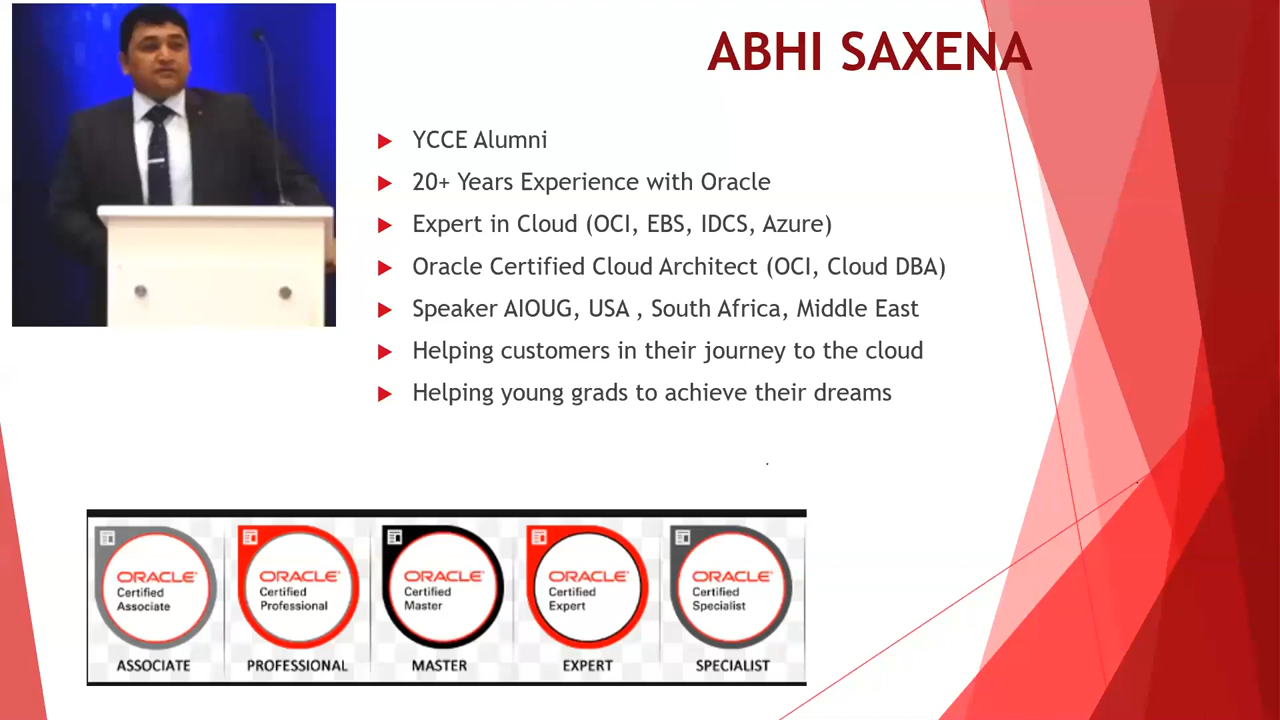 ABHI SAXENA
YCCE Alumni
20+ Years Experience with Oracle
Expert in Cloud (OCI, EBS, IDCS, Azure)
Oracle Certified Cloud Architect (OCI, Cloud DBA)
Speaker AIOUG, USA , South Africa, Middle East
Helping customers in their journey to the cloud
Helping young grads to achieve their dreams
ORACLE
Certified
Associate
ASSOCIATE
ORACLE
Certified
Professional
PROFESSIONAL
ORACLE
Certified
Master
MASTER
ORACLE
Certified
Expert
EXPERT
ORACLE
Certified
Specialist
SPECIALIST